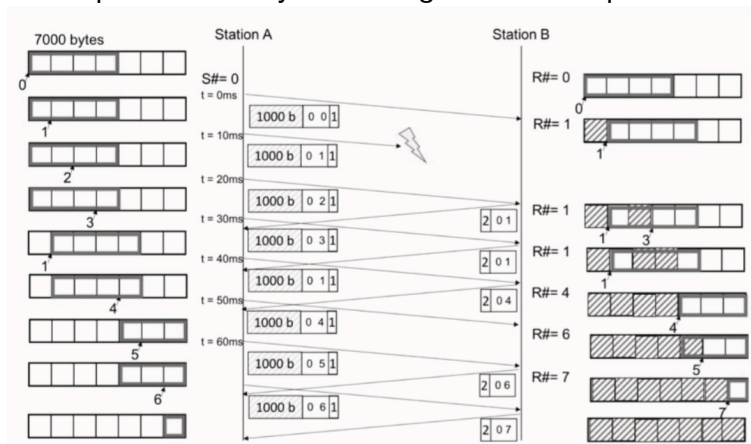 7000 bytes
Station A
Station B
S#= 0
R#= 0
0
t = 0ms
0
1000 b 0 0 1
R#= 1
1
t = 10ms
1000 b 0 1 1
1
2
t = 20ms
1000 b 0 2 1
R#= 1
3
t = 30ms
2 0 1
1
3
1000 b 0 3 1
R#= 1
1
t = 40ms
2 0 1
1
1000 b 0 1 1
R#= 4
4
t = 50ms
2 0 4
4
1000 b 0 4 1
R#= 6
5
t = 60ms
5
1000 b 0 5 1
R#= 7
6
2 0 6
7
1000 b 0 6 1
2 0 7